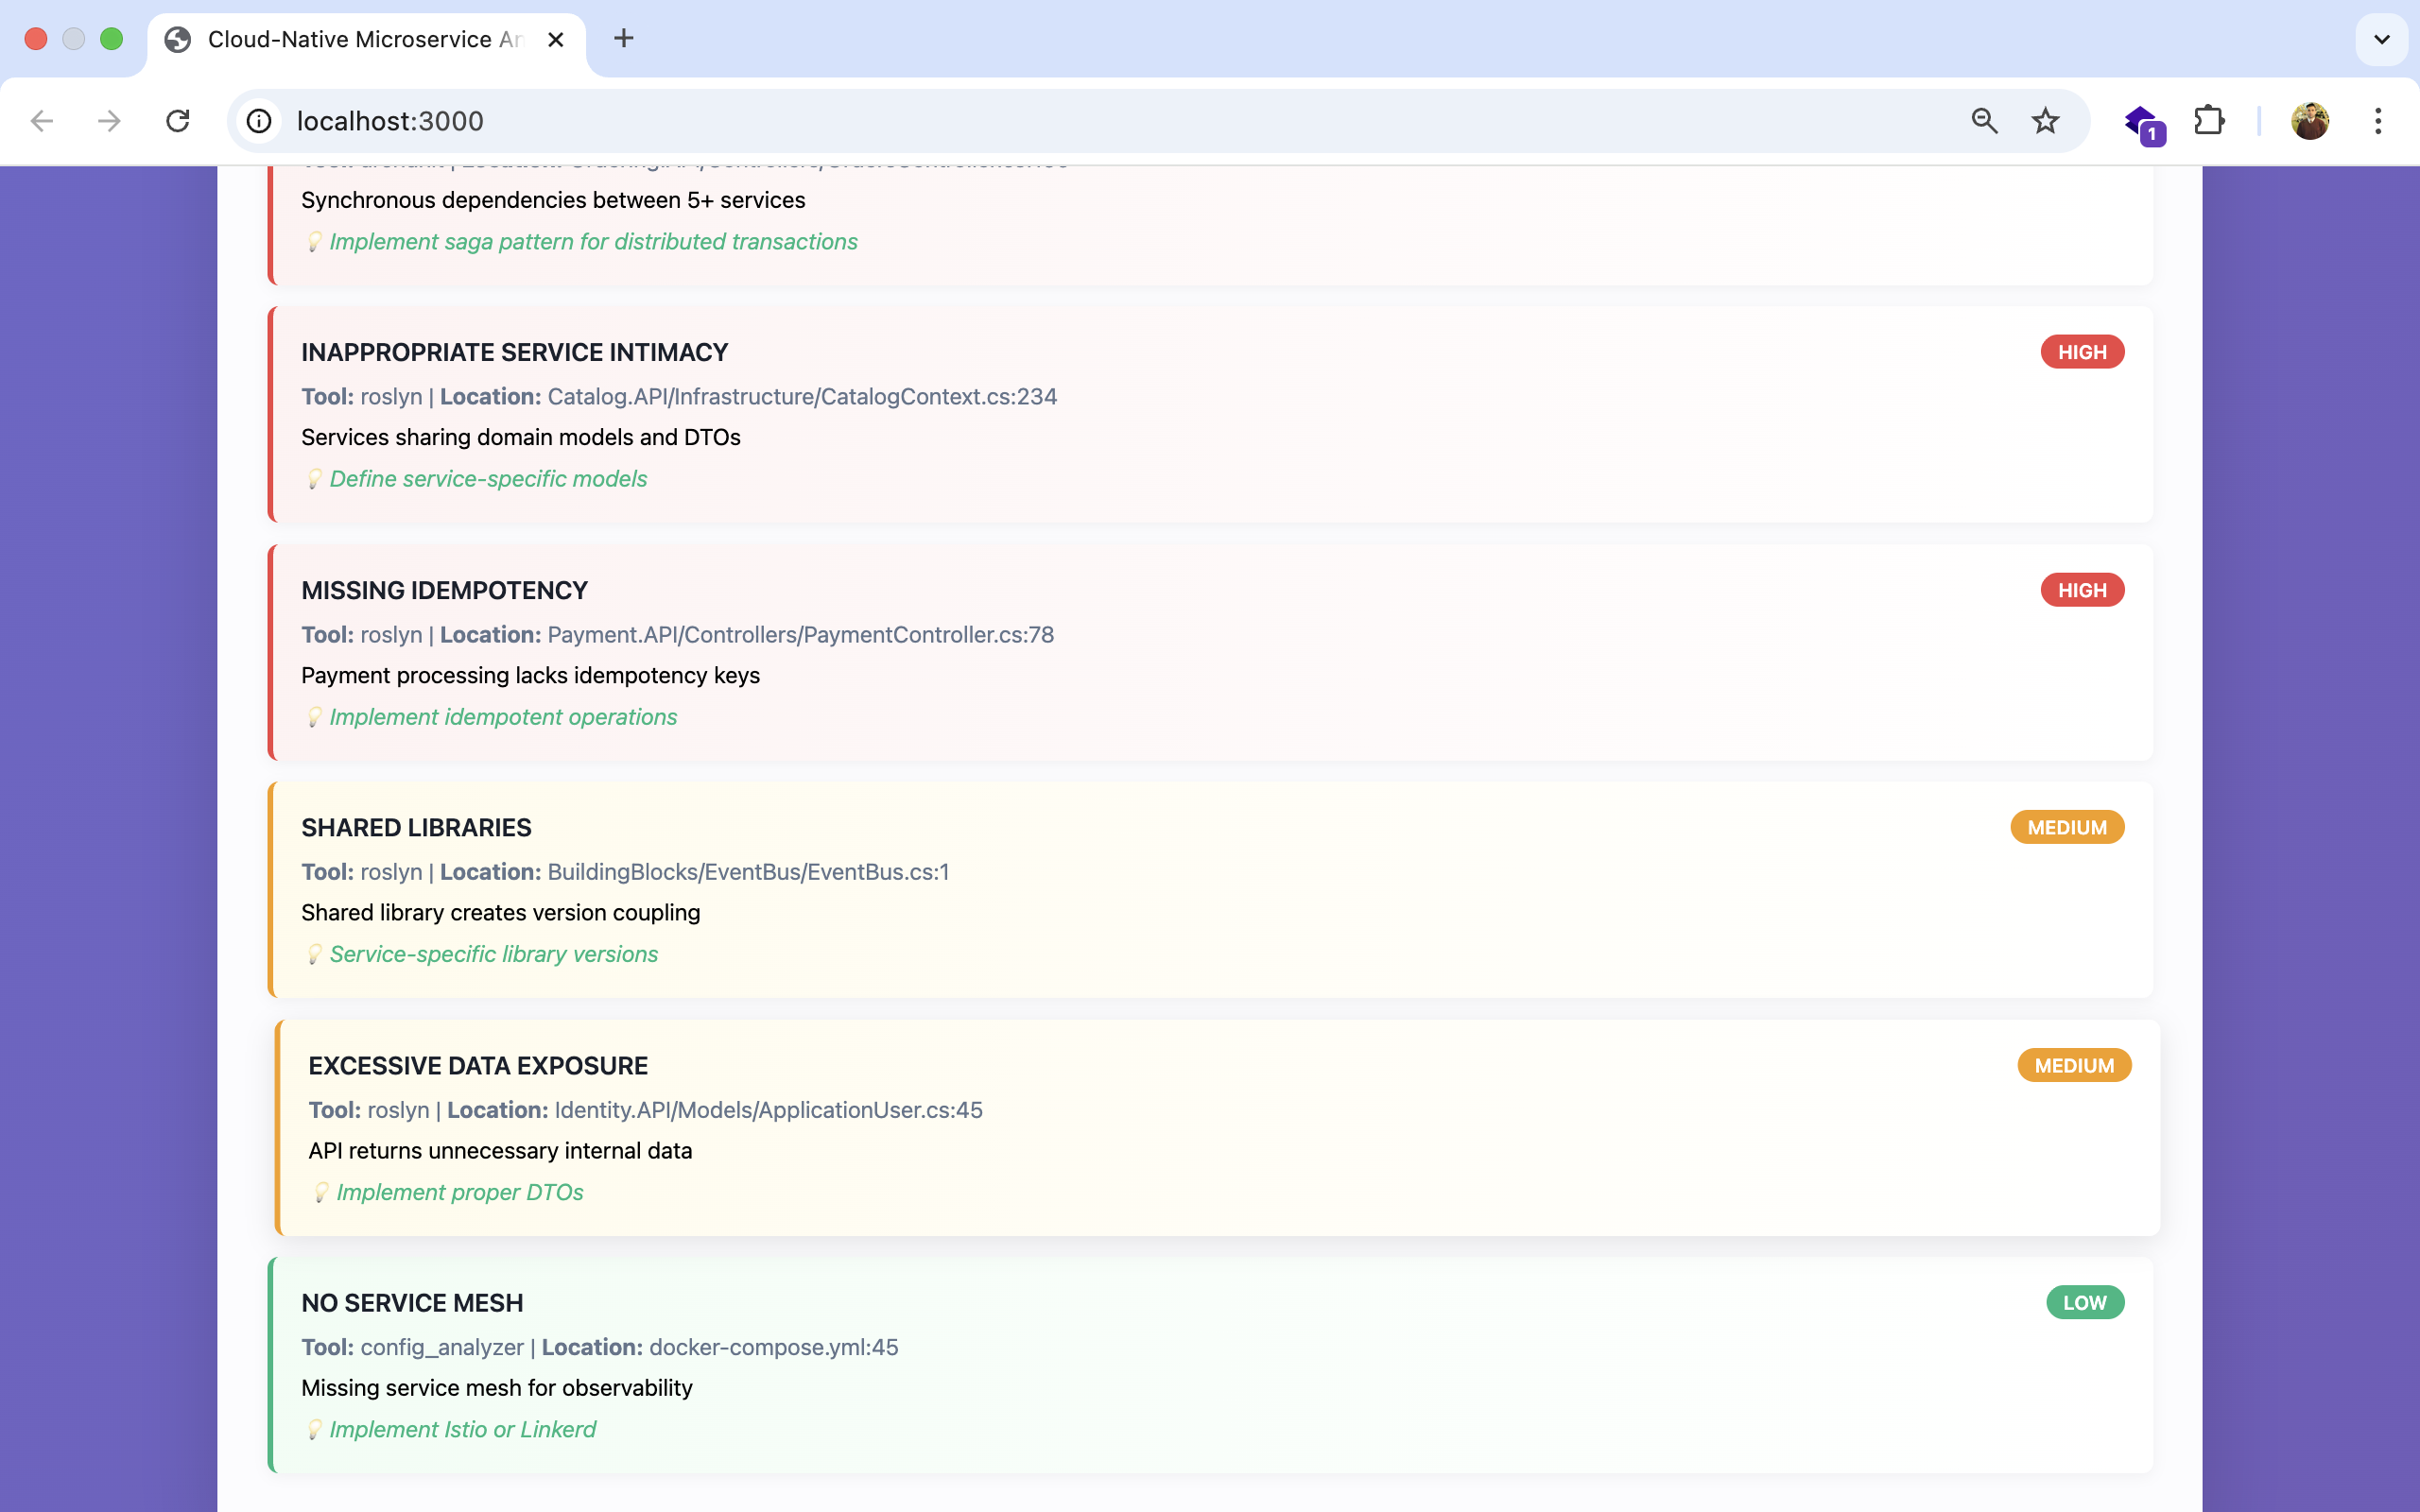 Cloud-Native Microservice
localhost:3000
1
Synchronous dependencies between 5+ services
Implement saga pattern for distributed transactions
INAPPROPRIATE SERVICE INTIMACY
HIGH
Tool: roslyn | Location: Catalog.API/Infrastructure/CatalogContext.cs:234
Services sharing domain models and DTOs
Define service-specific models
MISSING IDEMPOTENCY
HIGH
Tool: roslyn | Location: Payment.API/Controllers/PaymentController.cs:78
Payment processing lacks idempotency keys
Implement idempotent operations
SHARED LIBRARIES
MEDIUM
Tool: roslyn | Location: BuildingBlocks/EventBus/EventBus.cs:1
Shared library creates version coupling
Service-specific library versions
EXCESSIVE DATA EXPOSURE
MEDIUM
Tool: roslyn | Location: Identity.API/Models/ApplicationUser.cs:45
API returns unnecessary internal data
Implement proper DTOs
NO SERVICE MESH
LOW
Tool: config_analyzer | Location: docker-compose.yml:45
Missing service mesh for observability
Implement Istio or Linkerd